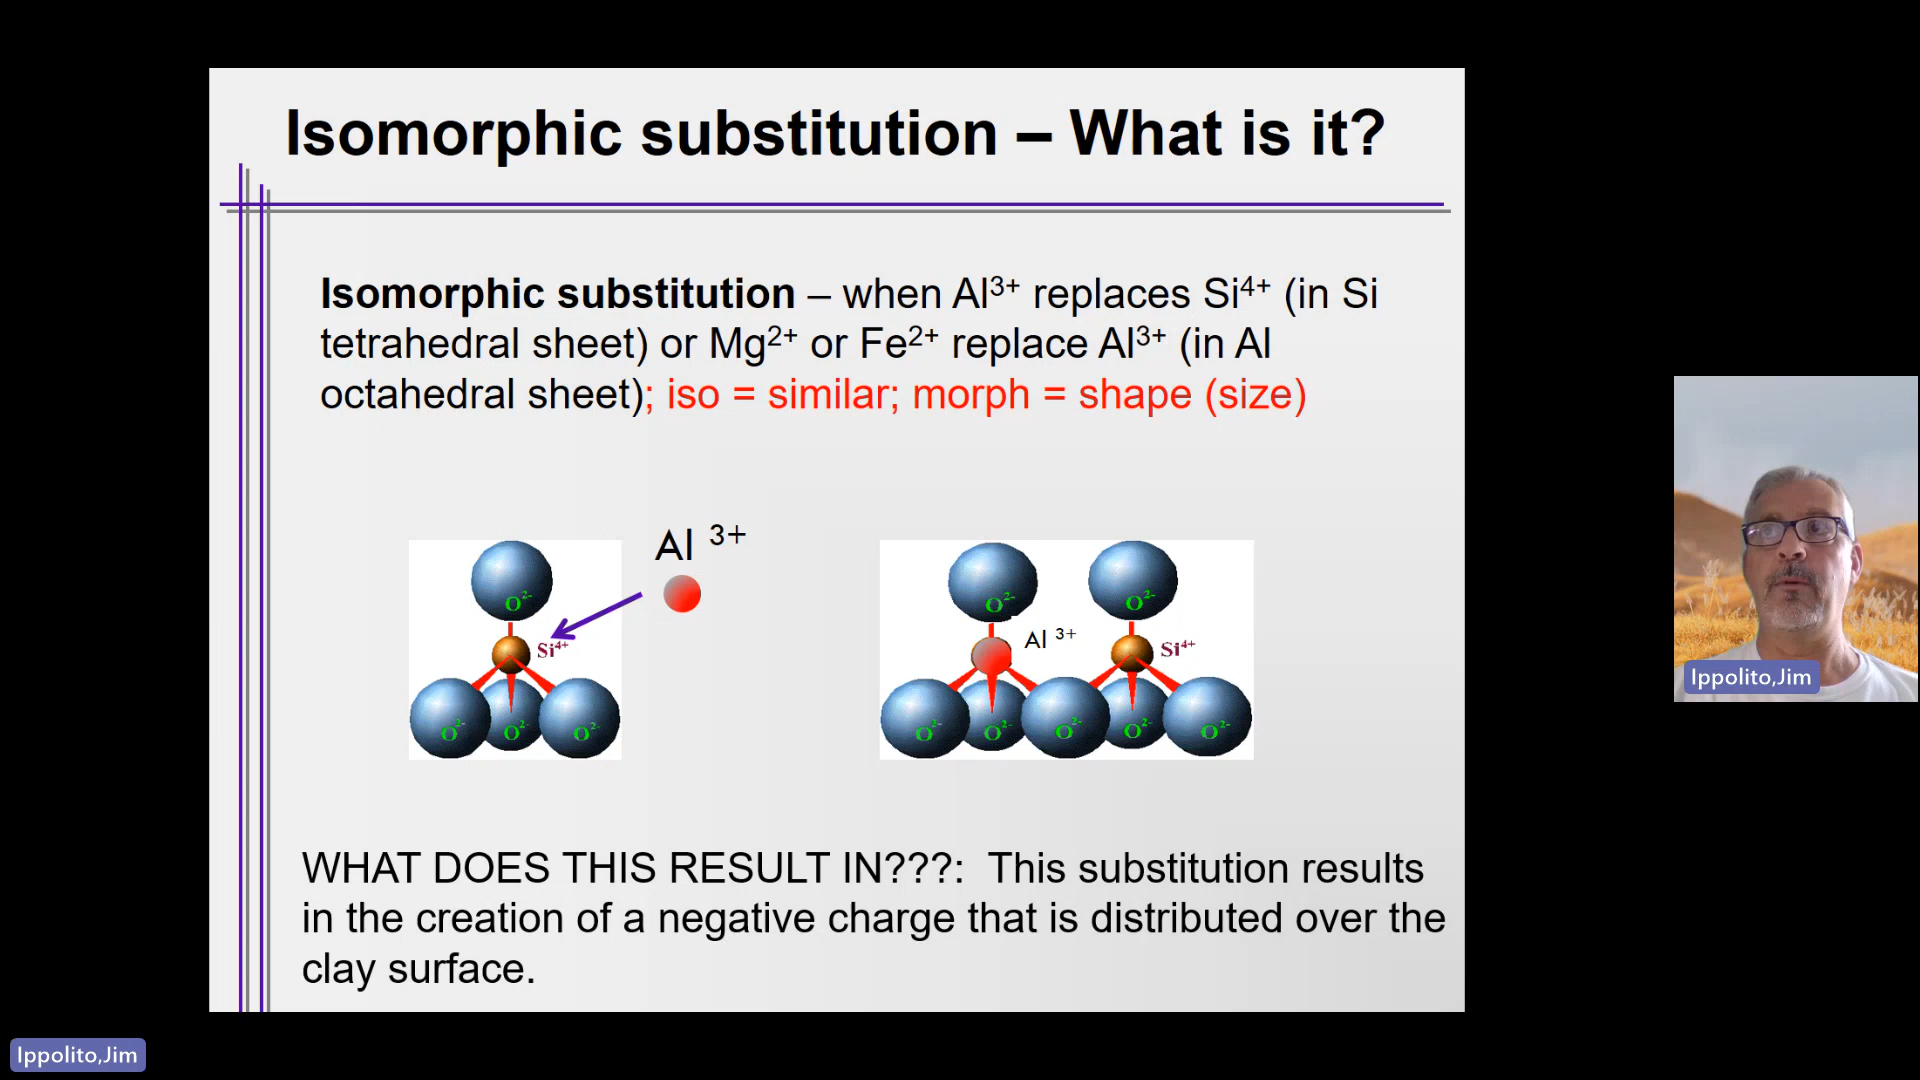 Isomorphic substitution – What is it?
Isomorphic substitution – when Al³⁺ replaces Si⁴⁺ (in Si
tetrahedral sheet) or Mg²⁺ or Fe²⁺ replace Al³⁺ (in Al
octahedral sheet); iso = similar; morph = shape (size)
Al ³⁺
O²⁻
Si⁴⁺
O²⁻ O²⁻ O²⁻
O²⁻ O²⁻
Al ³⁺ Si⁴⁺
O²⁻ O²⁻ O²⁻ O²⁻ O²⁻
WHAT DOES THIS RESULT IN???: This substitution results
in the creation of a negative charge that is distributed over the
clay surface.
Ippolito,Jim
Ippolito,Jim